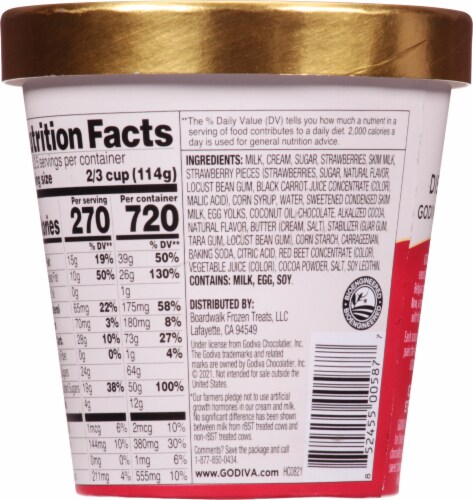 trition Facts
servings per container
size 2/3 cup (114g)
Per serving Per container
270 720
% DV** % DV**
15g 19% 39g 50%
10g 50% 26g 130%
0g 1g
65mg 22% 175mg 58%
70mg 3% 180mg 8%
28g 10% 73g 27%
0g 0% 1g 4%
24g 64g
19g 38% 50g 100%
4g 12g
1mcg 6% 2mcg 10%
144mg 10% 380mg 30%
0mg 0% 1mg 6%
211mg 4% 555mg 10%
**The % Daily Value (DV) tells you how much a nutrient in a
serving of food contributes to a daily diet. 2,000 calories a
day is used for general nutrition advice.
INGREDIENTS: MILK, CREAM, SUGAR, STRAWBERRIES, SKIM MILK,
STRAWBERRY PIECES (STRAWBERRIES, SUGAR, NATURAL FLAVOR,
LOCUST BEAN GUM, BLACK CARROT JUICE CONCENTRATE (COLOR),
MALIC ACID), CORN SYRUP, WATER, SWEETENED CONDENSED SKIM
MILK, EGG YOLKS, COCONUT OIL, CHOCOLATE, ALKALIZED COCOA,
NATURAL FLAVOR, BUTTER (CREAM, SALT), STABILIZER (GUAR GUM,
TARA GUM, LOCUST BEAN GUM), CORN STARCH, CARRAGEENAN,
BAKING SODA, CITRIC ACID, RED BEET CONCENTRATE (COLOR),
VEGETABLE JUICE (COLOR), COCOA POWDER, SALT, SOY LECITHIN.
CONTAINS: MILK, EGG, SOY.
DISTRIBUTED BY:
Boardwalk Frozen Treats, LLC
Lafayette, CA 94549
Under license from Godiva Chocolatier, Inc.
The Godiva trademarks and related
marks are owned by Godiva Chocolatier, Inc.
© 2021. Not intended for sale outside the
United States.
*Our farmers pledge not to use artificial
growth hormones in our cream and milk.
No significant difference has been shown
between milk from rBST treated cows and
non-rBST treated cows.
Comments? Save the package and call
1-877-650-0434.
www.GODIVA.com HC0821
BIOENGINEERED
BIOENGINEERED
8 52455 00587 7
GODIVA